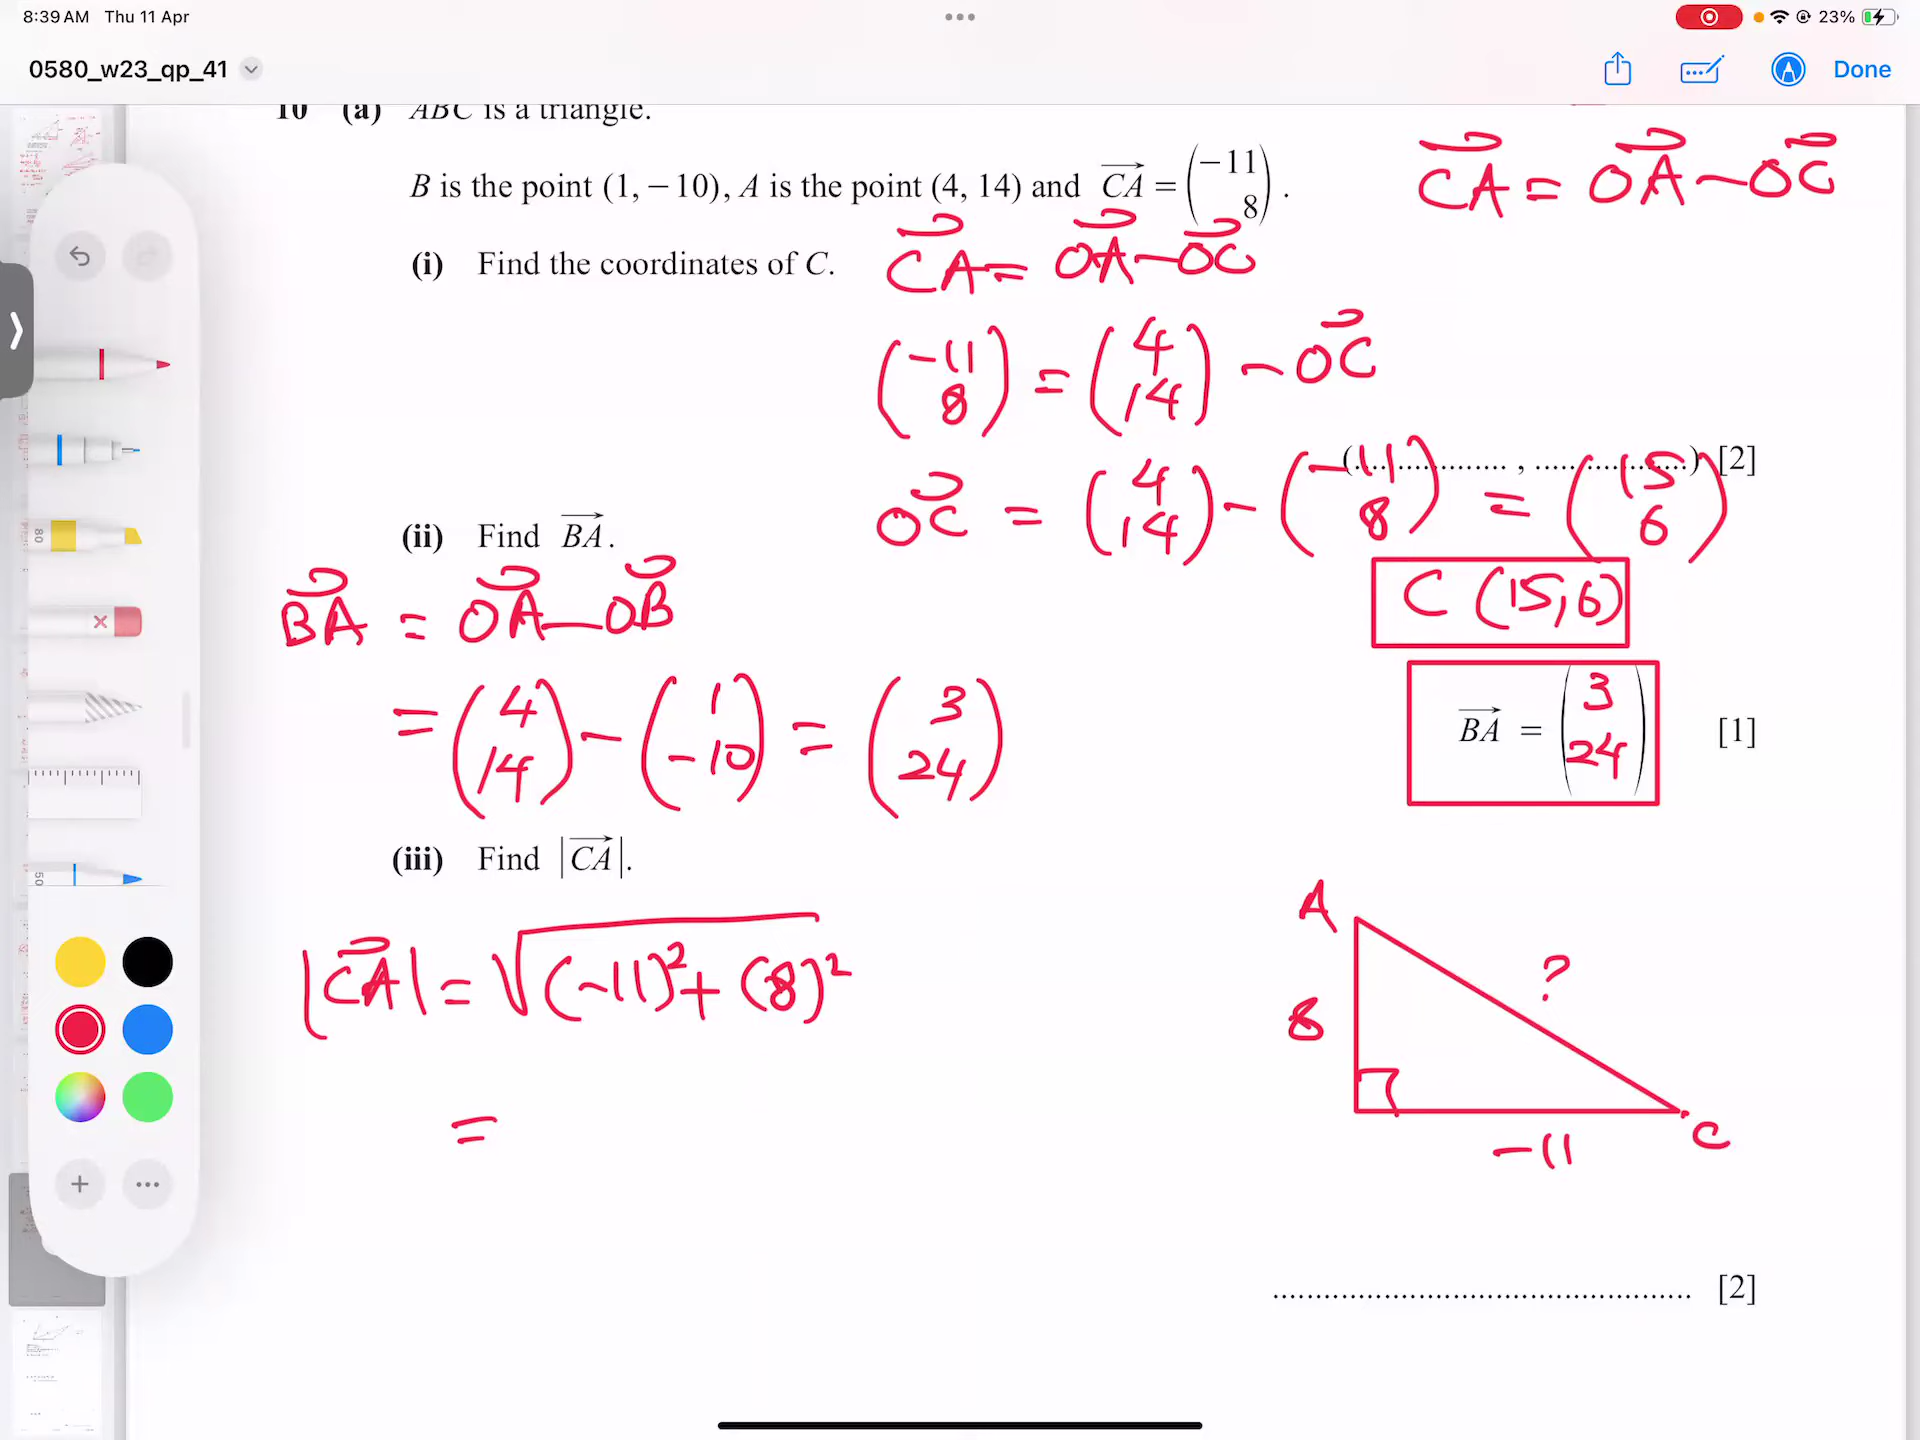 8:39 AM Thu 11 Apr
23%
0580_w23_qp_41
Done
10 (a) ABC is a triangle.
B is the point (1, −10), A is the point (4, 14) and CA = (−11 8).
CA = OA − OC
(i) Find the coordinates of C.
CA = OA − OC
(−11 8) = (4 14) − OC
(.................. , ..................) [2]
OC = (4 14) − (−11 8) = (15 6)
(ii) Find BA.
C (15,6)
BA = OA − OB
= (4 14) − (1 −10) = (3 24)
BA = (3 24) [1]
(iii) Find |CA|.
|CA| = √(−11)² + (8)²
=
A
?
8
C
−11
.................................................. [2]
80
50